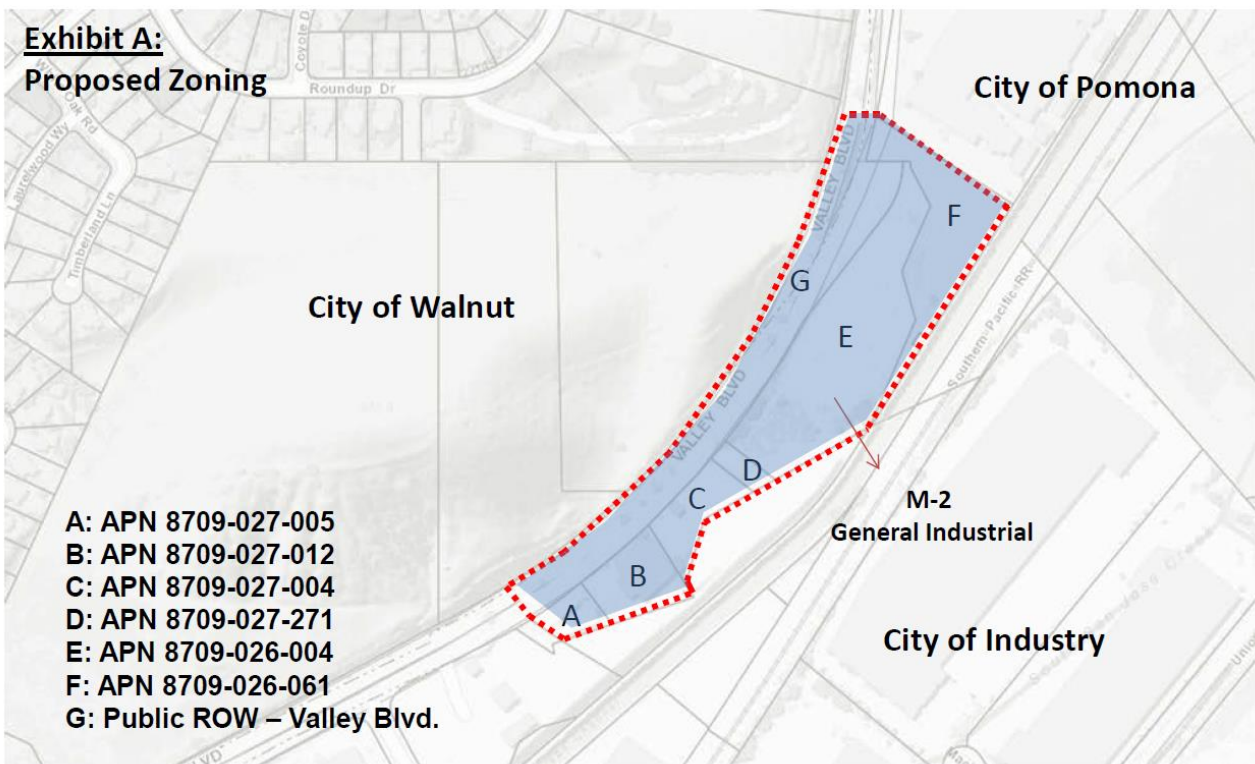 Exhibit A:
Proposed Zoning
City of Pomona
Coyote D
Roundup Dr
Oak Rd
Laurelwood Wy
Timberland Ln
VALLEY BLVD
F
G
City of Walnut
E
Southern Pacific RR
VALLEY BLVD
D
C
M-2
General Industrial
B
A
City of Industry
A: APN 8709-027-005
B: APN 8709-027-012
C: APN 8709-027-004
D: APN 8709-027-271
E: APN 8709-026-004
F: APN 8709-026-061
G: Public ROW – Valley Blvd.
LVD